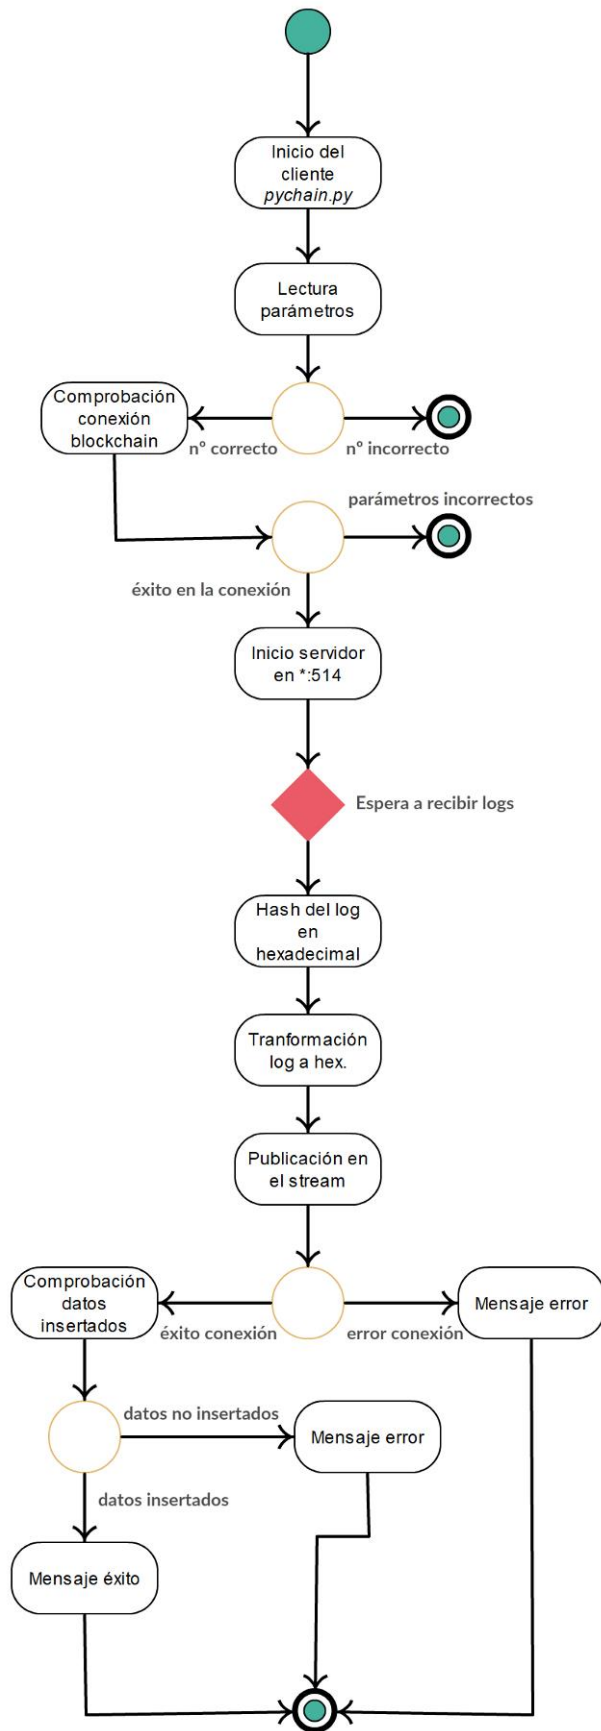 Inicio del
cliente
pychain.py
Lectura
parámetros
Comprobación
conexión
blockchain
nº correcto
nº incorrecto
parámetros incorrectos
éxito en la conexión
Inicio servidor
en *:514
Espera a recibir logs
Hash del log
en
hexadecimal
Tranformación
log a hex.
Publicación en
el stream
Comprobación
datos
insertados
éxito conexión
error conexión
Mensaje error
datos no insertados
Mensaje error
datos insertados
Mensaje éxito